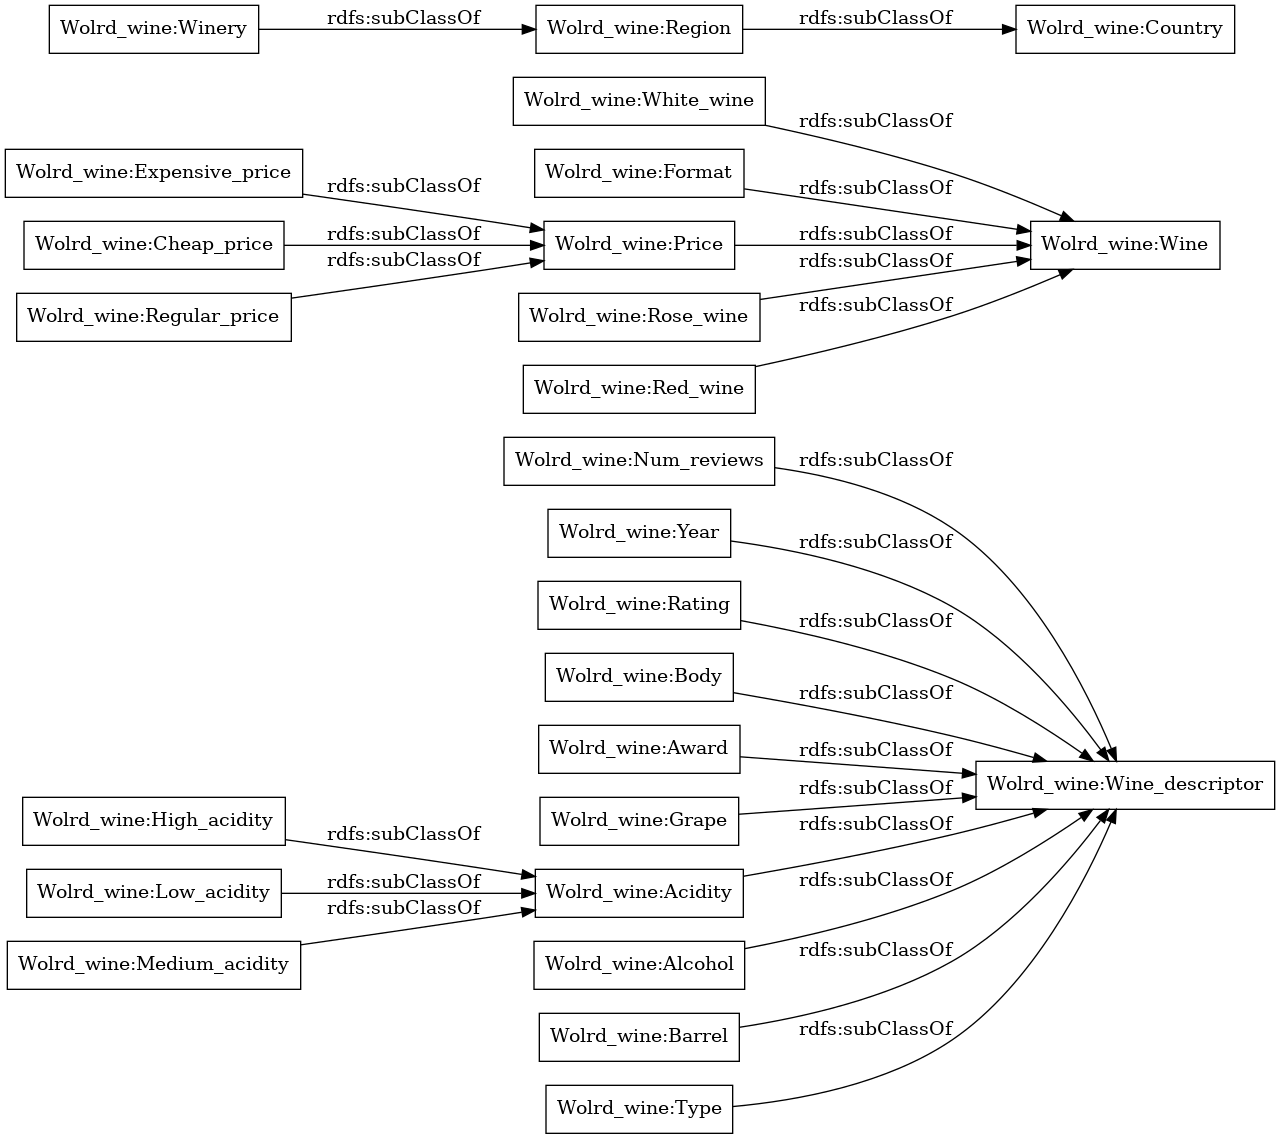 Wolrd_wine:Winery
rdfs:subClassOf
Wolrd_wine:Region
rdfs:subClassOf
Wolrd_wine:Country
Wolrd_wine:White_wine
rdfs:subClassOf
Wolrd_wine:Expensive_price
rdfs:subClassOf
Wolrd_wine:Format
rdfs:subClassOf
Wolrd_wine:Cheap_price
rdfs:subClassOf
Wolrd_wine:Price
rdfs:subClassOf
Wolrd_wine:Wine
rdfs:subClassOf
rdfs:subClassOf
Wolrd_wine:Regular_price
Wolrd_wine:Rose_wine
rdfs:subClassOf
Wolrd_wine:Red_wine
Wolrd_wine:Num_reviews
rdfs:subClassOf
Wolrd_wine:Year
rdfs:subClassOf
Wolrd_wine:Rating
rdfs:subClassOf
Wolrd_wine:Body
rdfs:subClassOf
Wolrd_wine:Award
rdfs:subClassOf
Wolrd_wine:Wine_descriptor
Wolrd_wine:High_acidity
rdfs:subClassOf
Wolrd_wine:Grape
rdfs:subClassOf
rdfs:subClassOf
Wolrd_wine:Low_acidity
rdfs:subClassOf
Wolrd_wine:Acidity
rdfs:subClassOf
rdfs:subClassOf
Wolrd_wine:Medium_acidity
Wolrd_wine:Alcohol
rdfs:subClassOf
Wolrd_wine:Barrel
rdfs:subClassOf
Wolrd_wine:Type